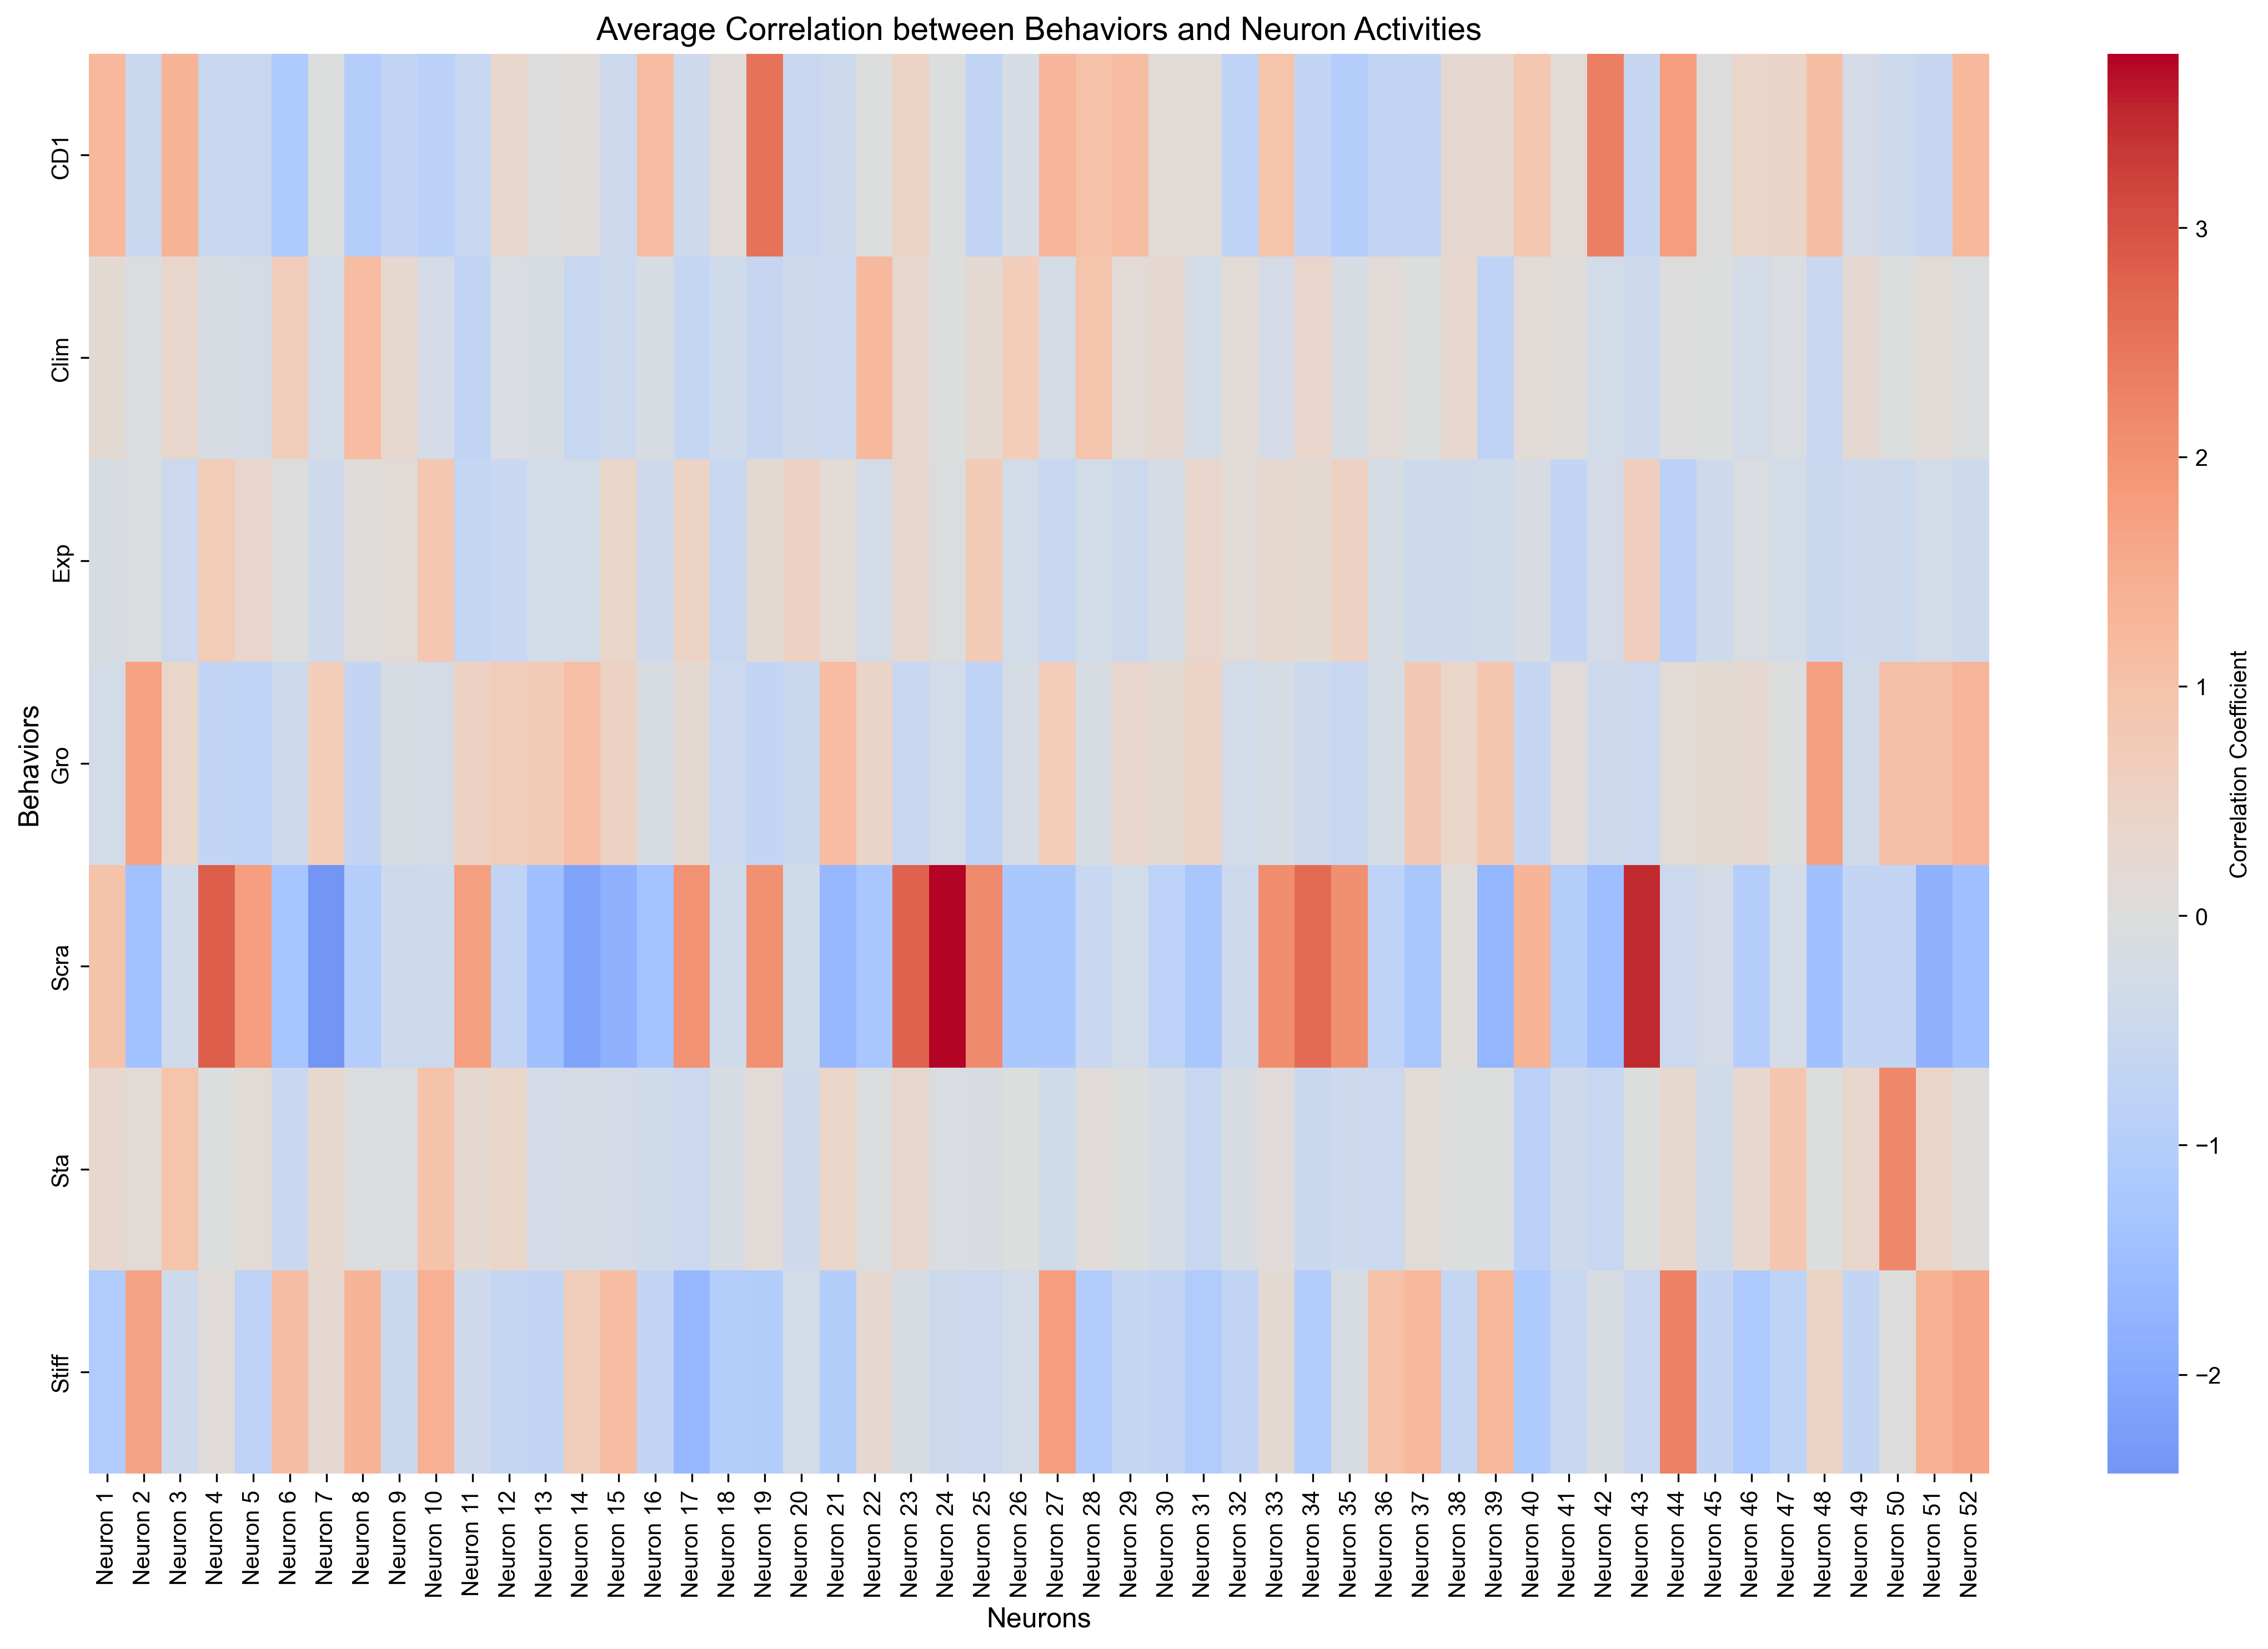 Average Correlation between Behaviors and Neuron Activities
Behaviors
CD1
Clim
Exp
Gro
Scra
Sta
Stiff
Neuron 1
Neuron 2
Neuron 3
Neuron 4
Neuron 5
Neuron 6
Neuron 7
Neuron 8
Neuron 9
Neuron 10
Neuron 11
Neuron 12
Neuron 13
Neuron 14
Neuron 15
Neuron 16
Neuron 17
Neuron 18
Neuron 19
Neuron 20
Neuron 21
Neuron 22
Neuron 23
Neuron 24
Neuron 25
Neuron 26
Neuron 27
Neuron 28
Neuron 29
Neuron 30
Neuron 31
Neuron 32
Neuron 33
Neuron 34
Neuron 35
Neuron 36
Neuron 37
Neuron 38
Neuron 39
Neuron 40
Neuron 41
Neuron 42
Neuron 43
Neuron 44
Neuron 45
Neuron 46
Neuron 47
Neuron 48
Neuron 49
Neuron 50
Neuron 51
Neuron 52
Neurons
3
2
1
0
−1
−2
Correlation Coefficient